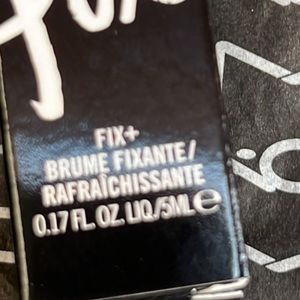 FIX+
BRUME FIXANTE/
RAFRAÎCHISSANTE
0.17 FL. OZ. LIQ./5ML ℮